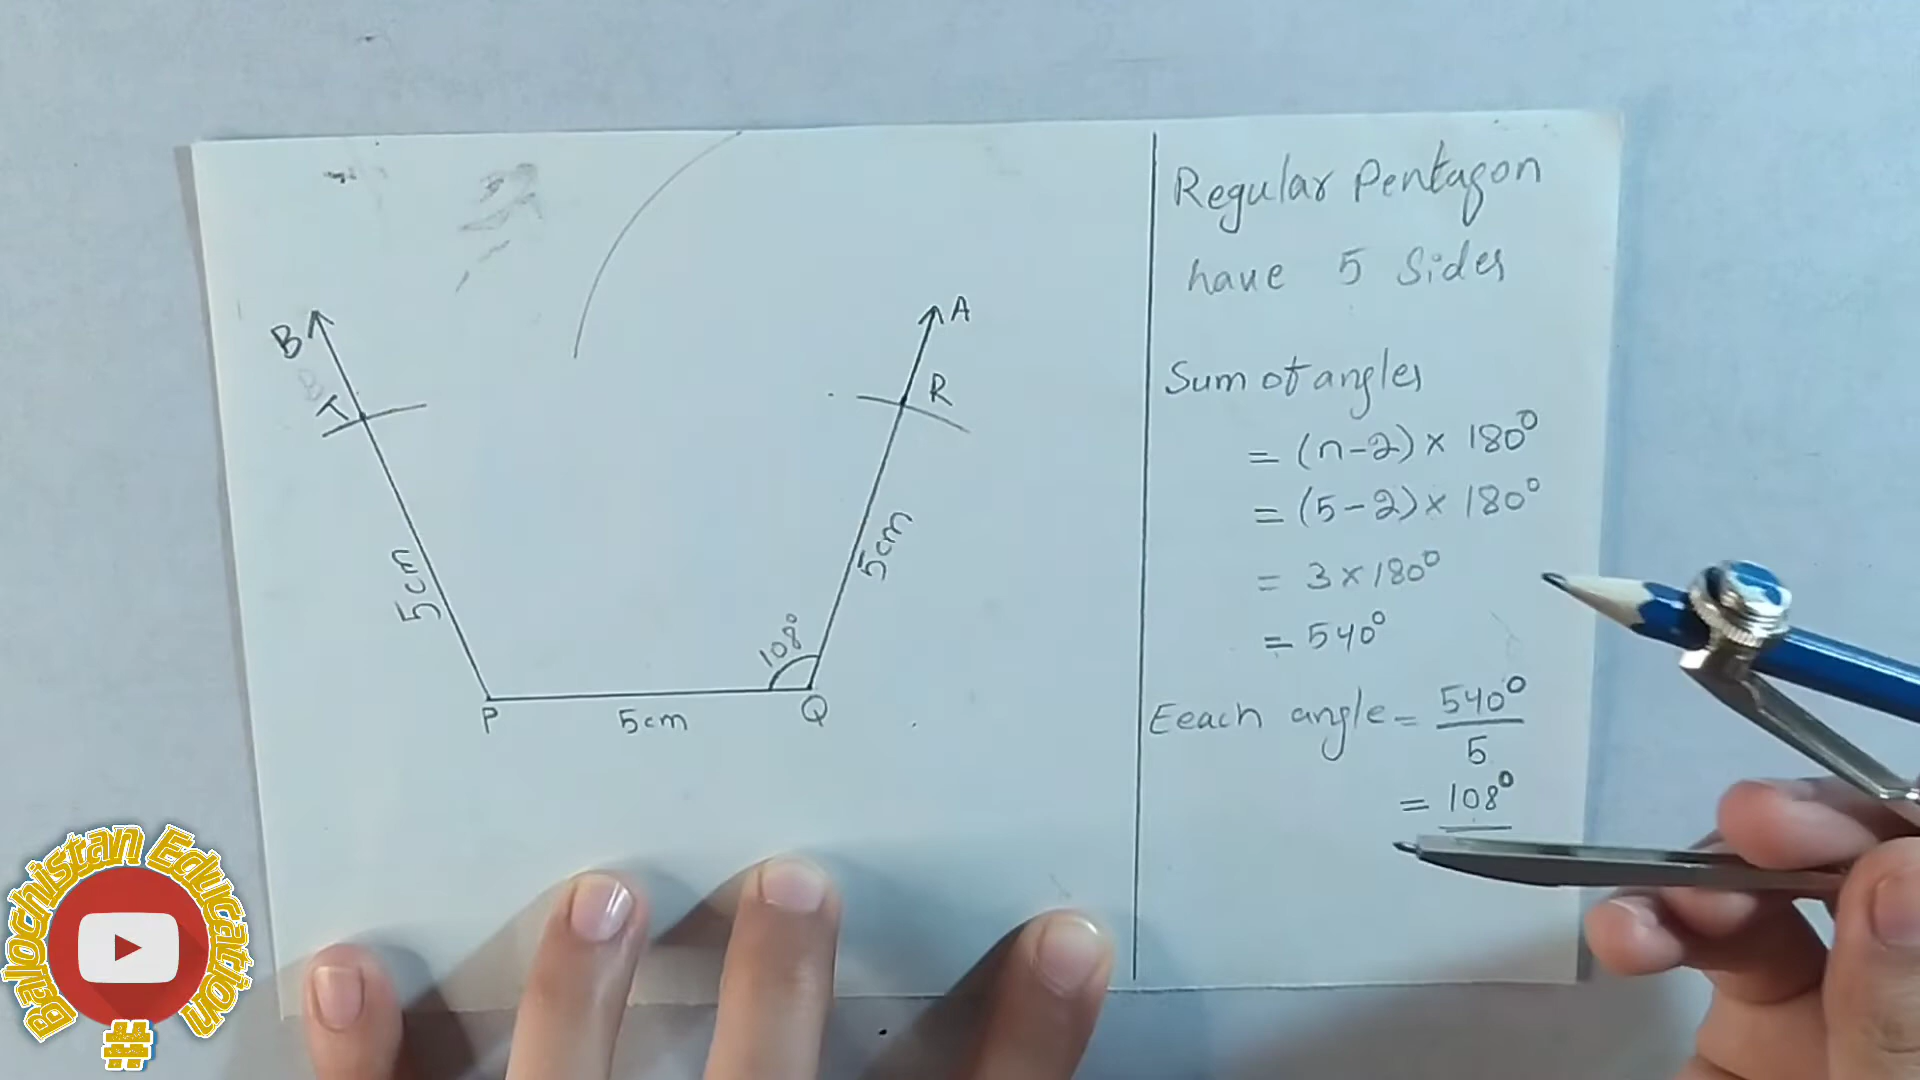 Regular Pentagon
have 5 Sides
Sum of angles
= (n-2) × 180°
= (5-2) × 180°
= 3 × 180°
= 540°
Eeach angle = 540°
5
= 108°
B
A
T
R
5cm
5cm
108°
P
5cm
Q
Balochistan Education
#